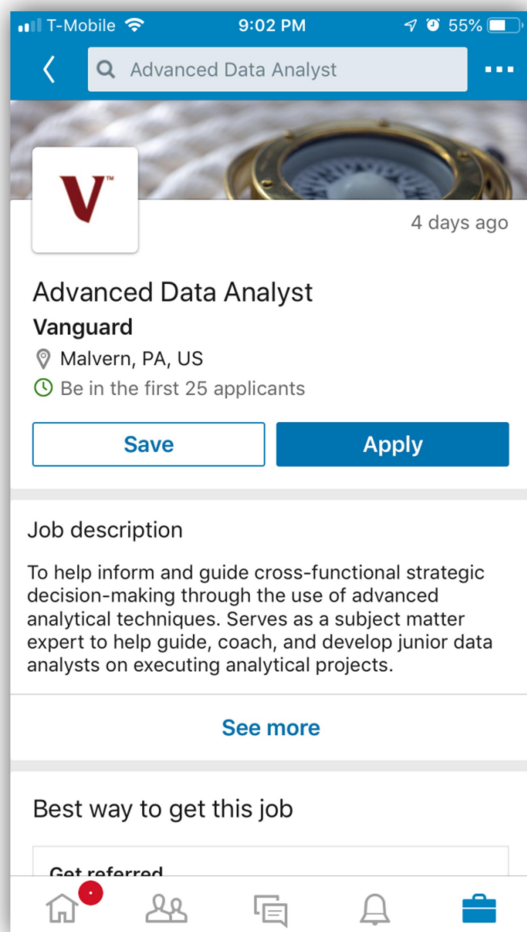 T-Mobile 9:02 PM 55%
Advanced Data Analyst
V™
4 days ago
Advanced Data Analyst
Vanguard
Malvern, PA, US
Be in the first 25 applicants
Save Apply
Job description
To help inform and guide cross-functional strategic
decision-making through the use of advanced
analytical techniques. Serves as a subject matter
expert to help guide, coach, and develop junior data
analysts on executing analytical projects.
See more
Best way to get this job
Get referred